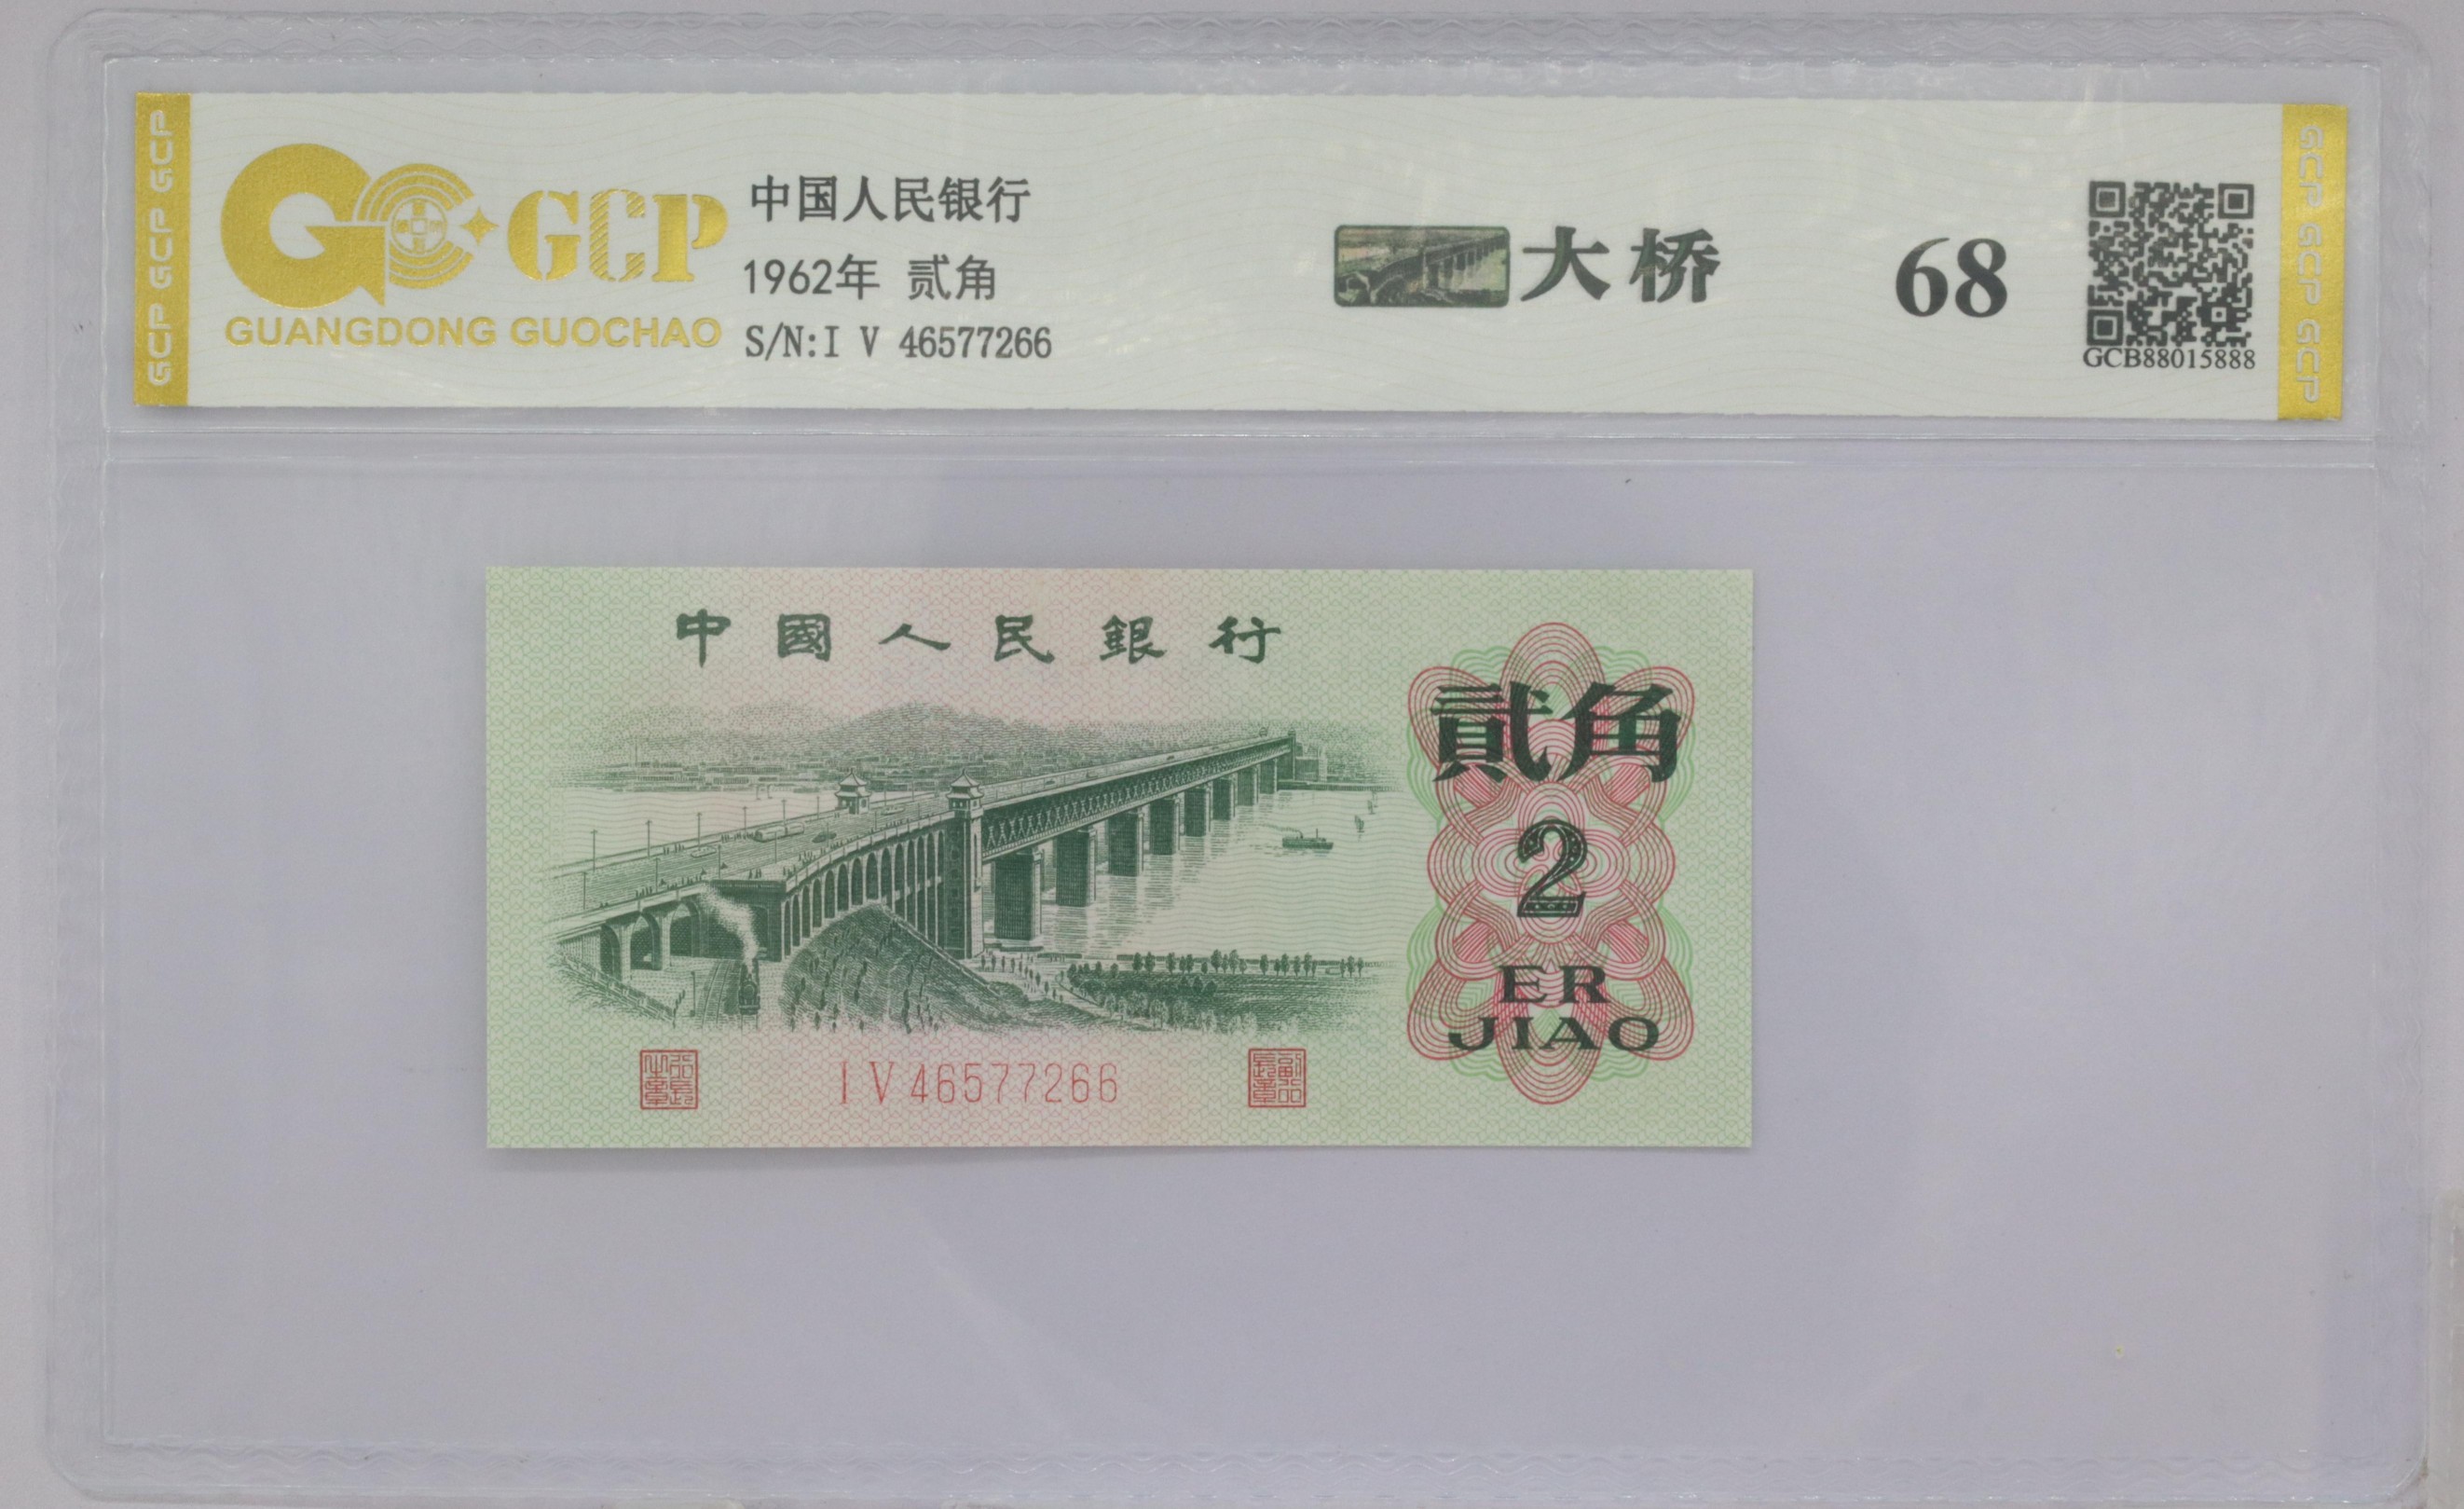 GCP GCP GCP
GCP
GUANGDONG GUOCHAO
中国人民银行
1962年 贰角
S/N:I V 46577266
大桥
68
GCB88015888
GCP GCP GCP
中國人民銀行
貳角
2
ER
JIAO
I V 46577266